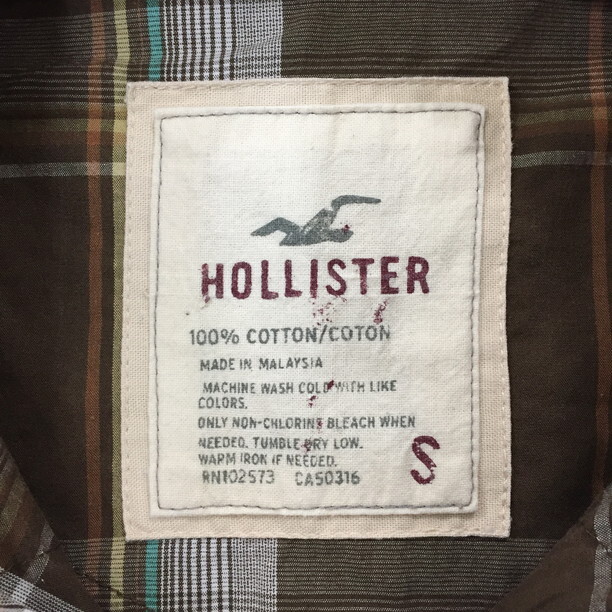 HOLLISTER
100% COTTON/COTON
MADE IN MALAYSIA
MACHINE WASH COLD WITH LIKE
COLORS.
ONLY NON-CHLORINE BLEACH WHEN
NEEDED. TUMBLE DRY LOW.
WARM IRON IF NEEDED.
RN102573 CA50316
S